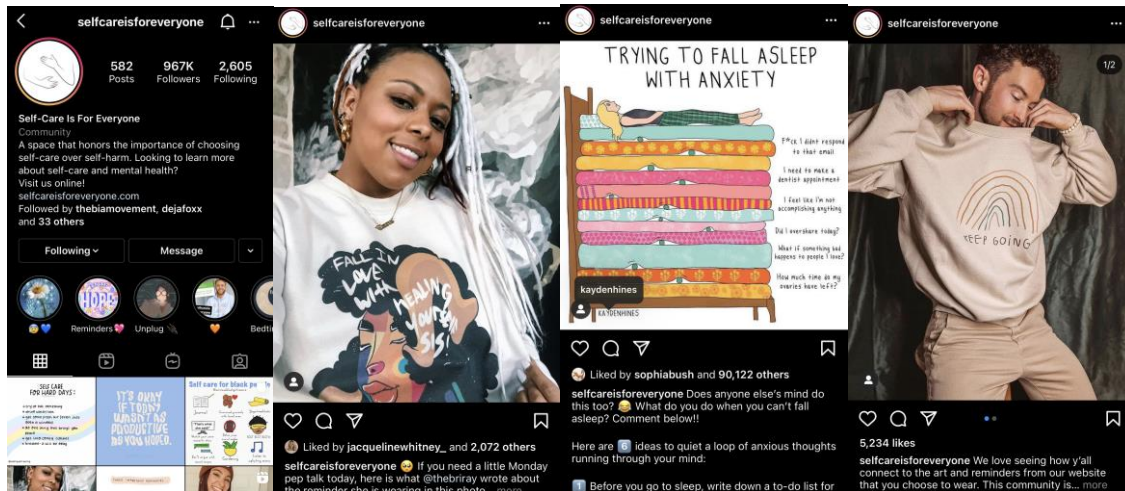 selfcareisforeveryone
582
967K
2,605
Posts
Followers
Following
Self-Care Is For Everyone
Community
A space that honors the importance of choosing
self-care over self-harm. Looking to learn more
about self-care and mental health?
Visit us online!
selfcareisforeveryone.com
Followed by thebiamovement, dejafoxx
and 33 others
Following
Message
HOPE
Reminders
Unplug
Bedti
SELF CARE
FOR HARD DAYS:
IT'S OKAY
IF TODAY
WASN'T AS
PRODUCTIVE
AS YOU HOPED.
Self care for black pe
selfcareisforeveryone
FALL IN
LOVE
WITH
HEALING
YOURSELF
SIS!
Liked by jacquelinewhitney_ and 2,072 others
selfcareisforeveryone 🥺 If you need a little Monday
pep talk today, here is what @thebriray wrote about
the reminder she is wearing in this photo... more
selfcareisforeveryone
TRYING TO FALL ASLEEP
WITH ANXIETY
F*ck I didnt respond
to that email
I need to make a
dentist appointment
I feel like I'm not
accomplishing anything
Did I overshare today?
What if something bad
happens to people I love?
How much time do my
ovaries have left?
kaydenhines
KAYDENHINES
Liked by sophiabush and 90,122 others
selfcareisforeveryone Does anyone else's mind do
this too? 😂 What do you do when you can't fall
asleep? Comment below!!
Here are 6️⃣ ideas to quiet a loop of anxious thoughts
running through your mind:
1️⃣ Before you go to sleep, write down a to-do list for
selfcareisforeveryone
1/2
KEEP GOING
5,234 likes
selfcareisforeveryone We love seeing how y'all
connect to the art and reminders from our website
that you choose to wear. This community is... more